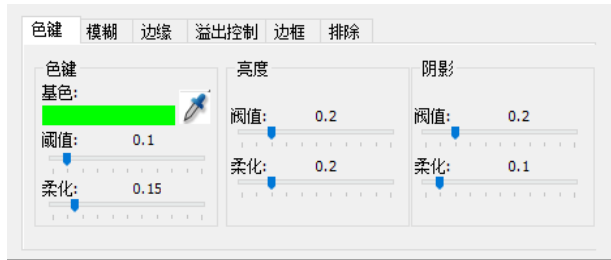 色键 模糊 边缘 溢出控制 边框 排除
色键
基色:
阈值: 0.1
柔化: 0.15
亮度
阀值: 0.2
柔化: 0.2
阴影
阀值: 0.2
柔化: 0.1